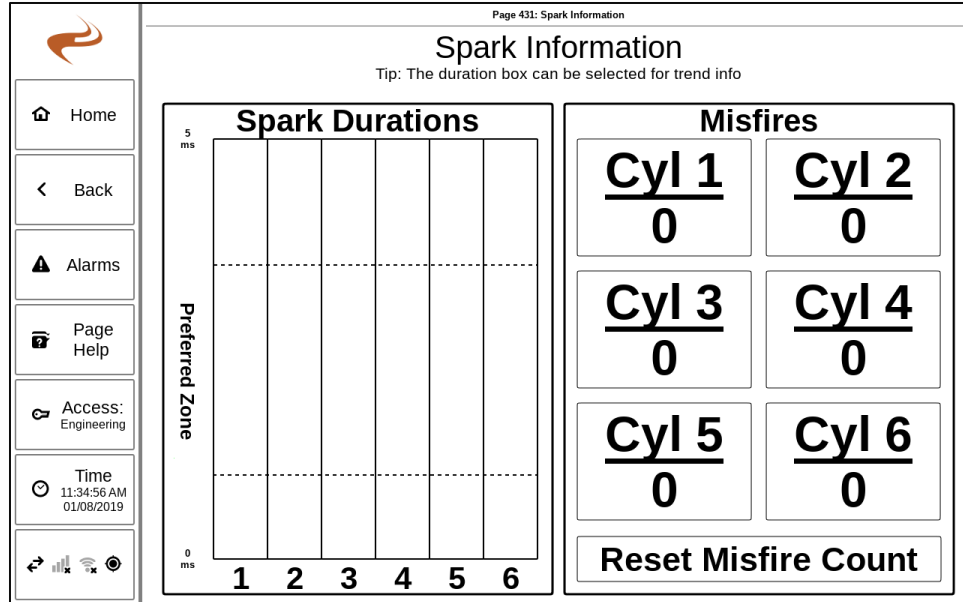 Page 431: Spark Information
Spark Information
Tip: The duration box can be selected for trend info
Home
Back
Alarms
Page
Help
Access:
Engineering
Time
11:34:56 AM
01/08/2019
Spark Durations
5
ms
Preferred Zone
0
ms
1 2 3 4 5 6
Misfires
Cyl 1 Cyl 2
0 0
Cyl 3 Cyl 4
0 0
Cyl 5 Cyl 6
0 0
Reset Misfire Count